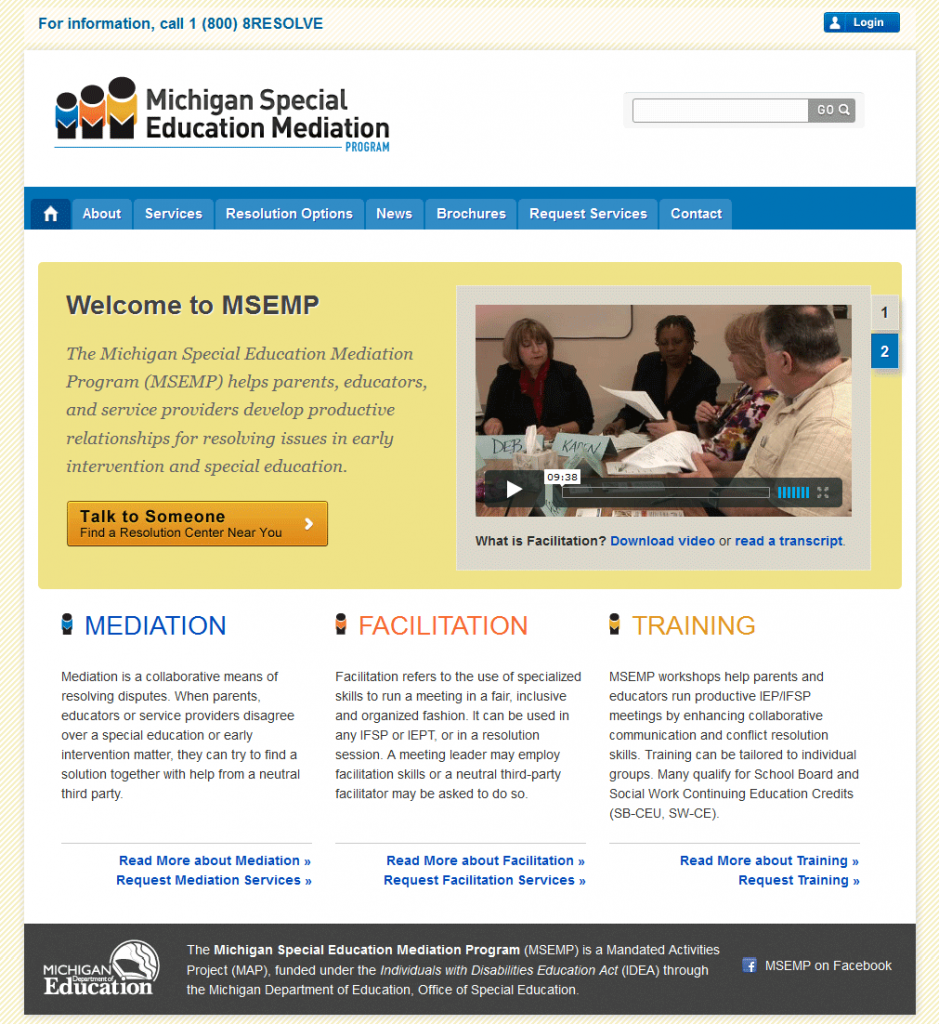 For information, call 1 (800) 8RESOLVE
Login
Michigan Special
Education Mediation
PROGRAM
GO
About
Services
Resolution Options
News
Brochures
Request Services
Contact
Welcome to MSEMP
The Michigan Special Education Mediation
Program (MSEMP) helps parents, educators,
and service providers develop productive
relationships for resolving issues in early
intervention and special education.
Talk to Someone
Find a Resolution Center Near You
DEB
KAREN
09:38
What is Facilitation? Download video or read a transcript.
1
2
MEDIATION
Mediation is a collaborative means of
resolving disputes. When parents,
educators or service providers disagree
over a special education or early
intervention matter, they can try to find a
solution together with help from a neutral
third party.
Read More about Mediation »
Request Mediation Services »
FACILITATION
Facilitation refers to the use of specialized
skills to run a meeting in a fair, inclusive
and organized fashion. It can be used in
any IFSP or IEPT, or in a resolution
session. A meeting leader may employ
facilitation skills or a neutral third-party
facilitator may be asked to do so.
Read More about Facilitation »
Request Facilitation Services »
TRAINING
MSEMP workshops help parents and
educators run productive IEP/IFSP
meetings by enhancing collaborative
communication and conflict resolution
skills. Training can be tailored to individual
groups. Many qualify for School Board and
Social Work Continuing Education Credits
(SB-CEU, SW-CE).
Read More about Training »
Request Training »
MICHIGAN
Department of
Education
The Michigan Special Education Mediation Program (MSEMP) is a Mandated Activities
Project (MAP), funded under the Individuals with Disabilities Education Act (IDEA) through
the Michigan Department of Education, Office of Special Education.
MSEMP on Facebook